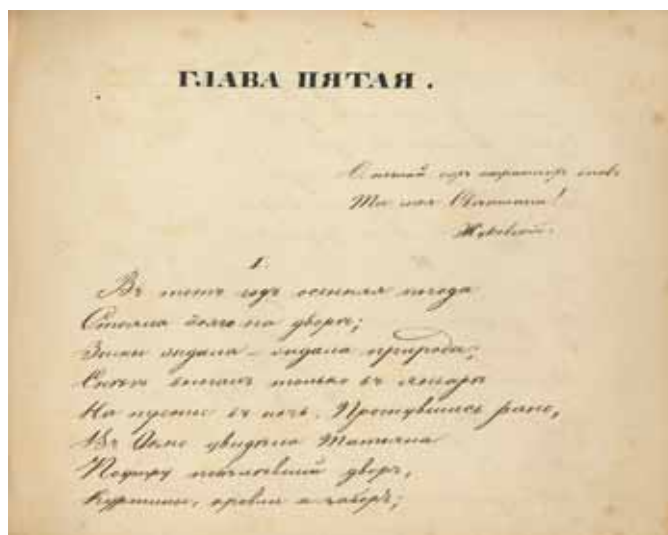 ГЛАВА ПЯТАЯ.
О не знай сихъ страшныхъ сновъ
Ты моя Свѣтлана!
Жуковскій.
1.
Въ тотъ годъ осенняя погода
Стояла долго на дворѣ;
Зимы ждала – ждала природа;
Снѣгъ выпалъ только въ январѣ
На третье въ ночь. Проснувшись рано,
Въ окно увидѣла Татьяна
Поутру побѣлѣвшій дворъ,
Куртины, кровли и заборъ;